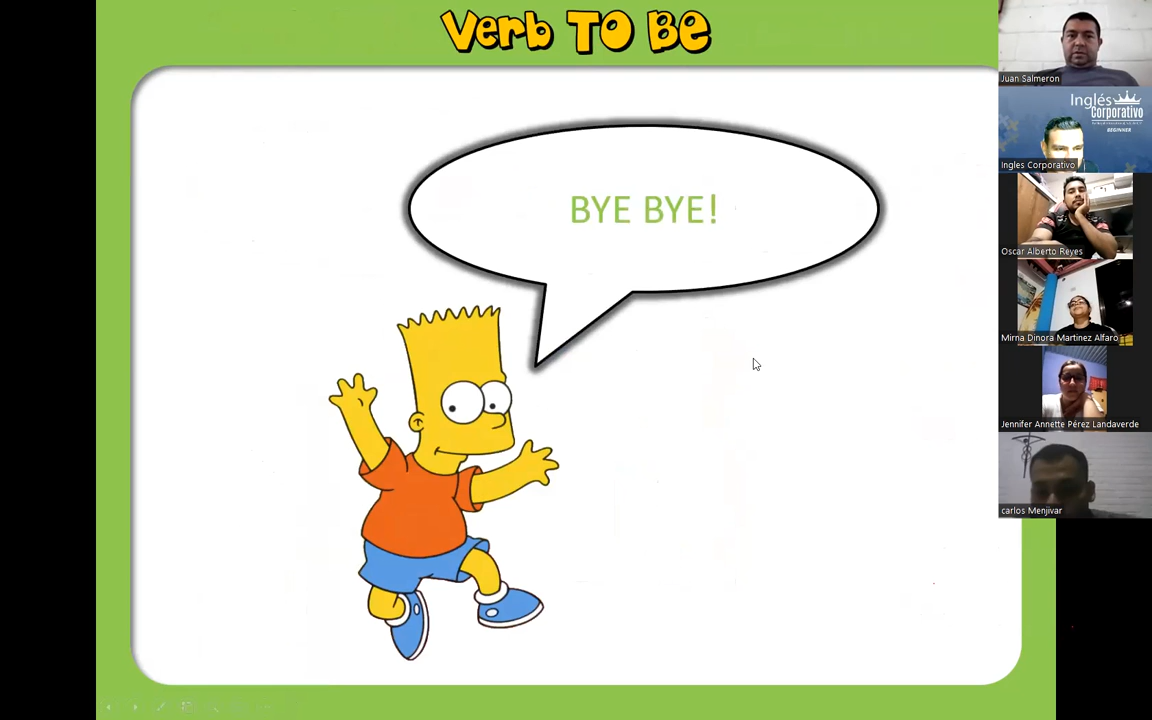 Verb TO Be
BYE BYE!
Juan Salmeron
Inglés
Corporativo
BEGINNER
Ingles Corporativo
Oscar Alberto Reyes
Mirna Dinora Martinez Alfaro
Jennifer Annette Pérez Landaverde
carlos Menjivar